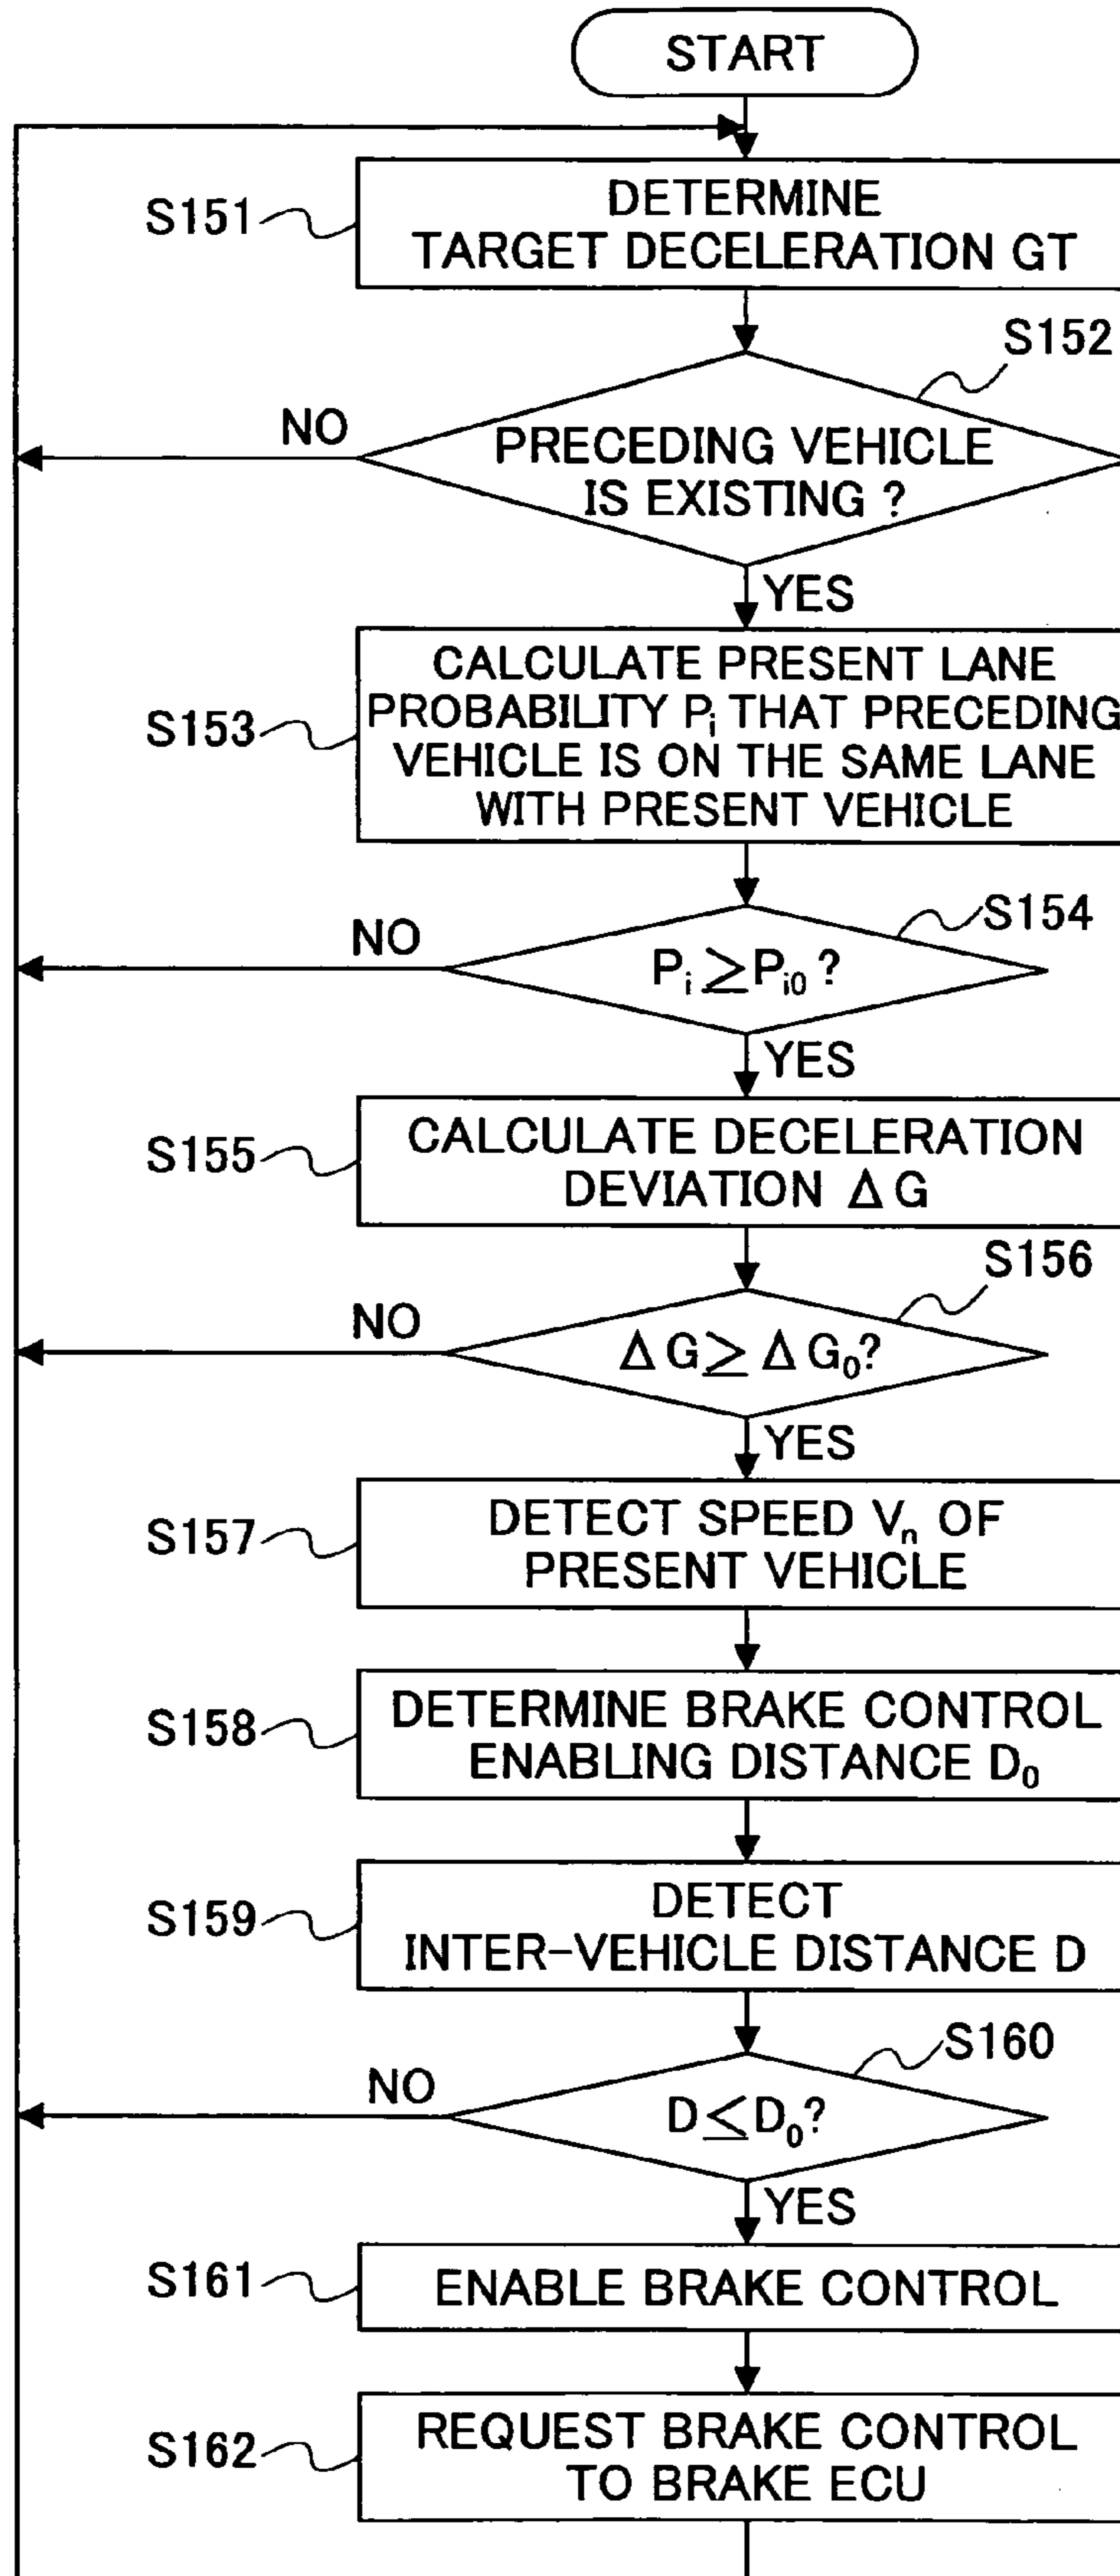 START
S151
DETERMINE
TARGET DECELERATION GT
S152
NO
PRECEDING VEHICLE
IS EXISTING ?
YES
S153
CALCULATE PRESENT LANE
PROBABILITY Pi THAT PRECEDING
VEHICLE IS ON THE SAME LANE
WITH PRESENT VEHICLE
S154
NO
Pi ≧ Pi0 ?
YES
S155
CALCULATE DECELERATION
DEVIATION Δ G
S156
NO
Δ G ≧ Δ G0?
YES
S157
DETECT SPEED Vn OF
PRESENT VEHICLE
S158
DETERMINE BRAKE CONTROL
ENABLING DISTANCE D0
S159
DETECT
INTER-VEHICLE DISTANCE D
S160
NO
D ≦ D0?
YES
S161
ENABLE BRAKE CONTROL
S162
REQUEST BRAKE CONTROL
TO BRAKE ECU